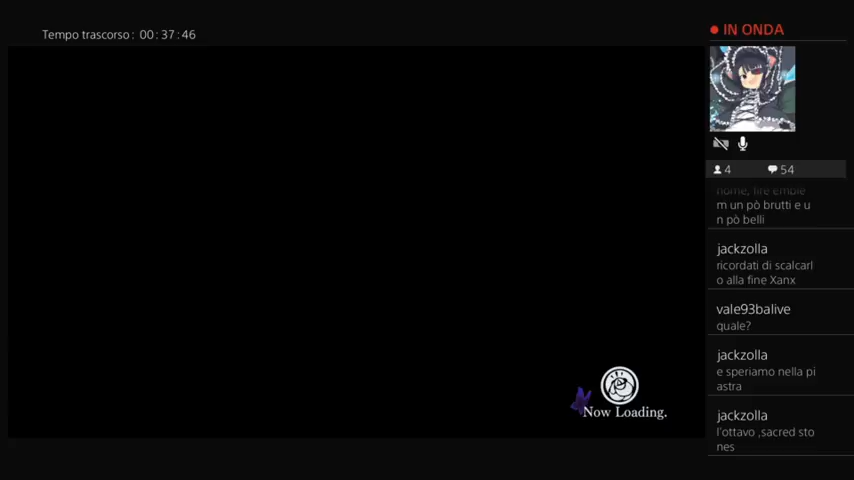 Tempo trascorso: 00:37:46
IN ONDA
4 54
nome, fire emble
m un pò brutti e u
n pò belli
jackzolla
ricordati di scalcarl
o alla fine Xanx
vale93balive
quale?
jackzolla
e speriamo nella pi
astra
jackzolla
l'ottavo ,sacred sto
nes
Now Loading.